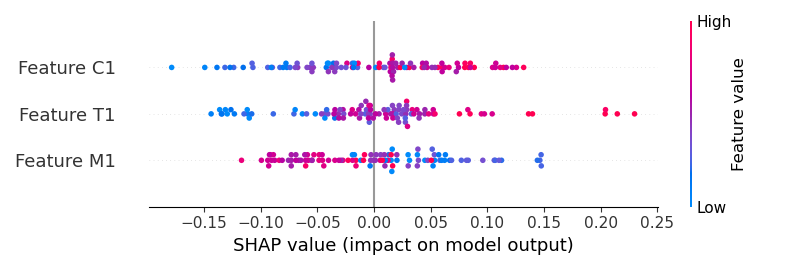 High
Feature C1
Feature T1
Feature M1
Feature value
Low
−0.15 −0.10 −0.05 0.00 0.05 0.10 0.15 0.20 0.25
SHAP value (impact on model output)